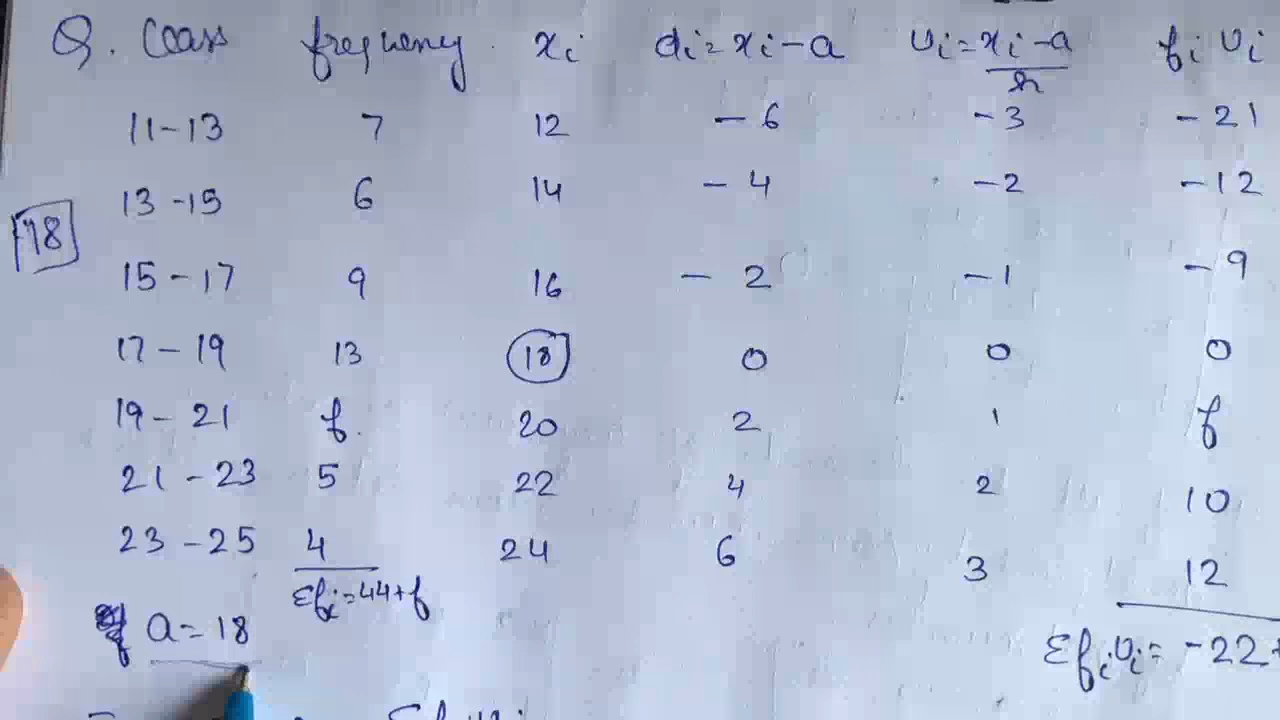 Q. Class frequency xi di=xi-a ui=xi-a/h fiui
11-13 7 12 -6 -3 -21
13-15 6 14 -4 -2 -12
18
15-17 9 16 -2 -1 -9
17-19 13 18 0 0 0
19-21 f 20 2 1 f
21-23 5 22 4 2 10
23-25 4 24 6 3 12
Σfi=44+f
a=18
Σfiui=-22+